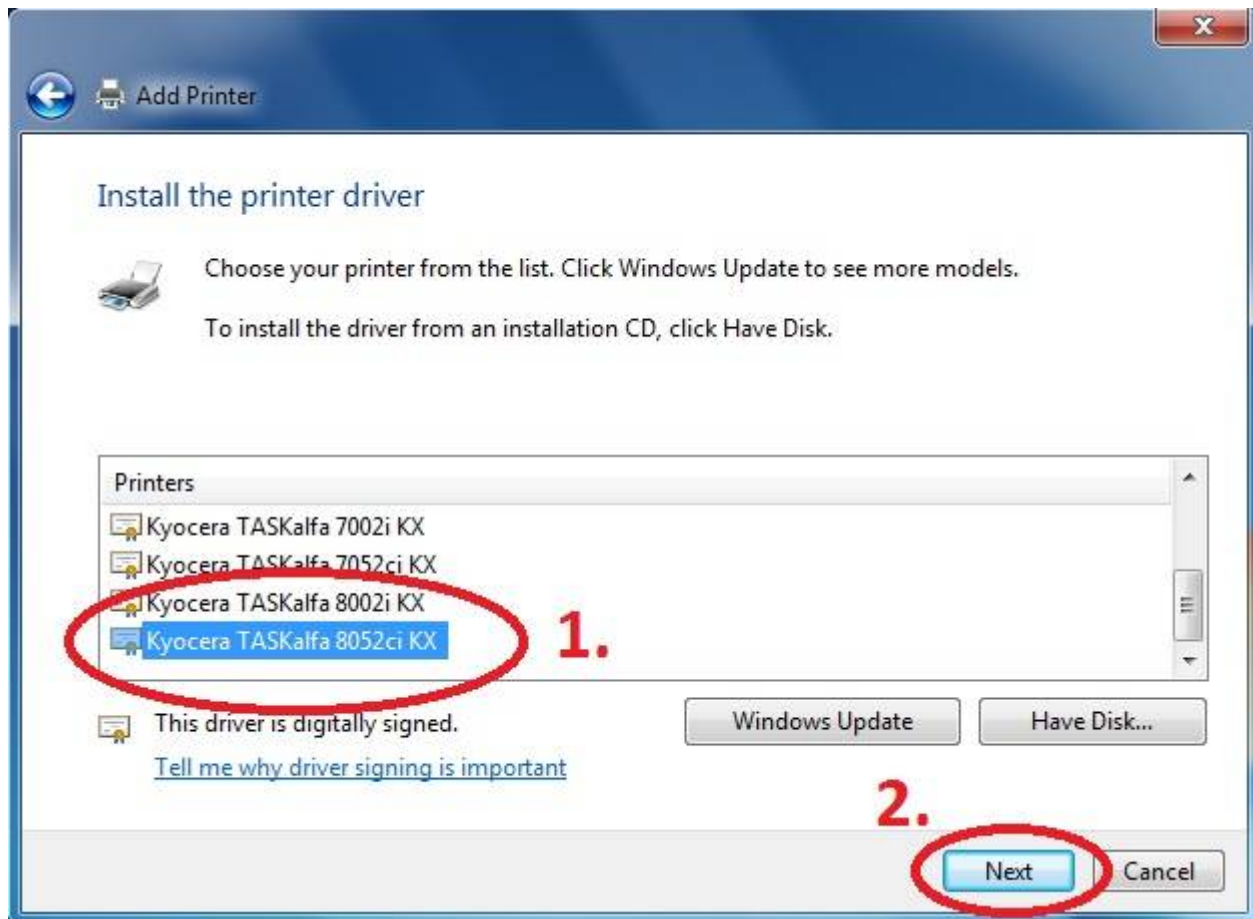 X
Add Printer
Install the printer driver
Choose your printer from the list. Click Windows Update to see more models.
To install the driver from an installation CD, click Have Disk.
Printers
Kyocera TASKalfa 7002i KX
Kyocera TASKalfa 7052ci KX
Kyocera TASKalfa 8002i KX
Kyocera TASKalfa 8052ci KX
1.
This driver is digitally signed.
Windows Update
Have Disk...
Tell me why driver signing is important
2.
Next
Cancel